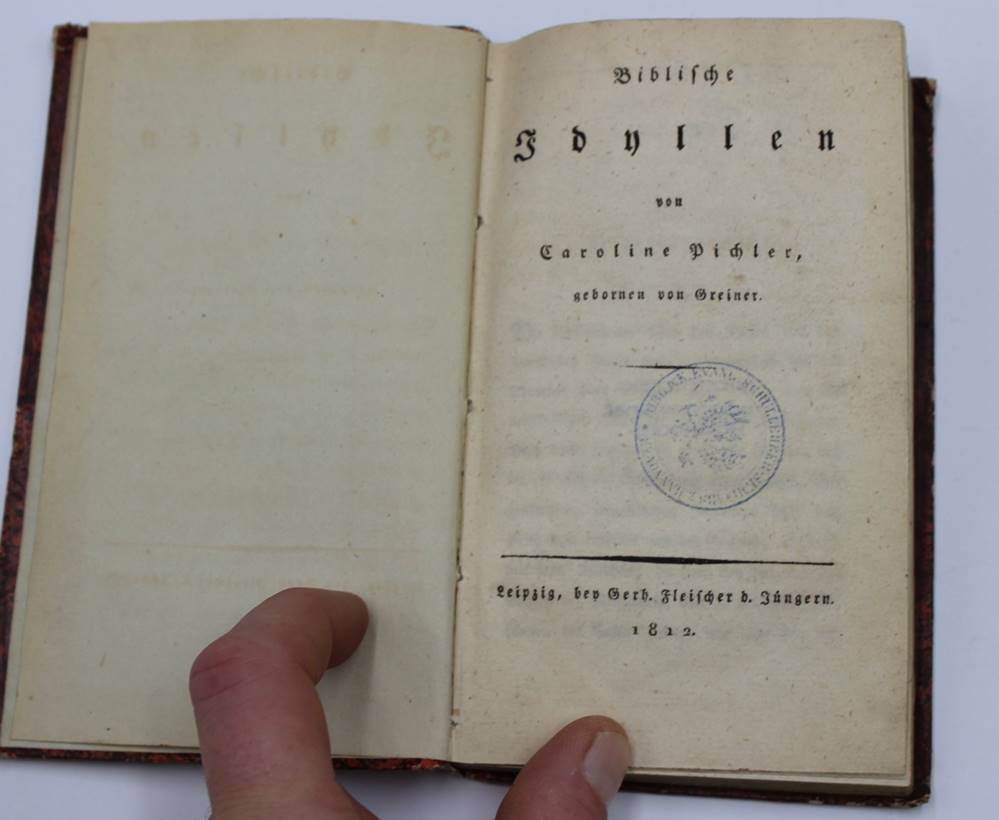 Biblische
Idyllen
von
Caroline Pichler,
gebornen von Greiner.
Leipzig, bey Gerh. Fleischer d. Jüngern.
1812.